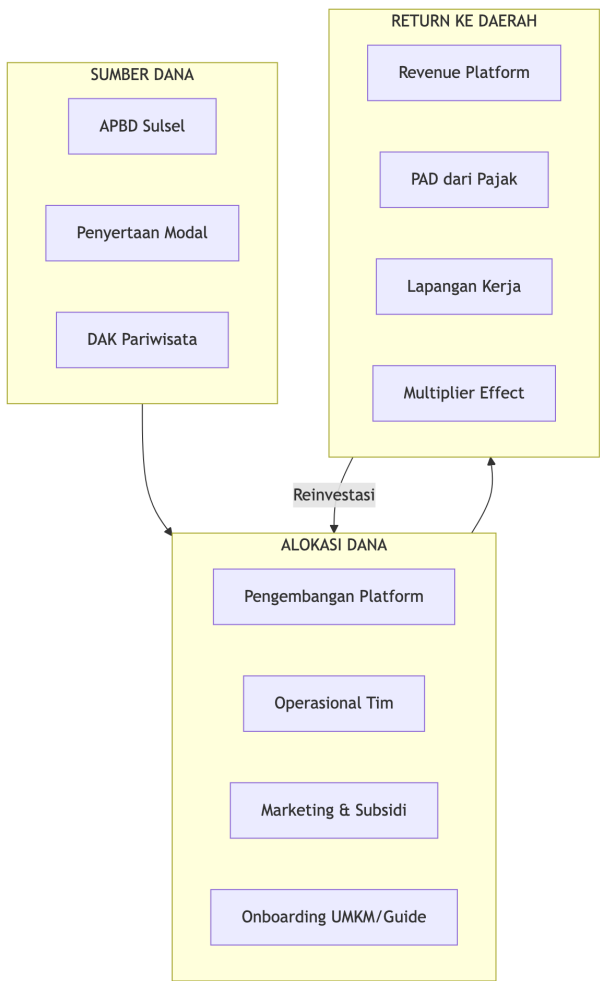 SUMBER DANA
APBD Sulsel
Penyertaan Modal
DAK Pariwisata
RETURN KE DAERAH
Revenue Platform
PAD dari Pajak
Lapangan Kerja
Multiplier Effect
Reinvestasi
ALOKASI DANA
Pengembangan Platform
Operasional Tim
Marketing & Subsidi
Onboarding UMKM/Guide